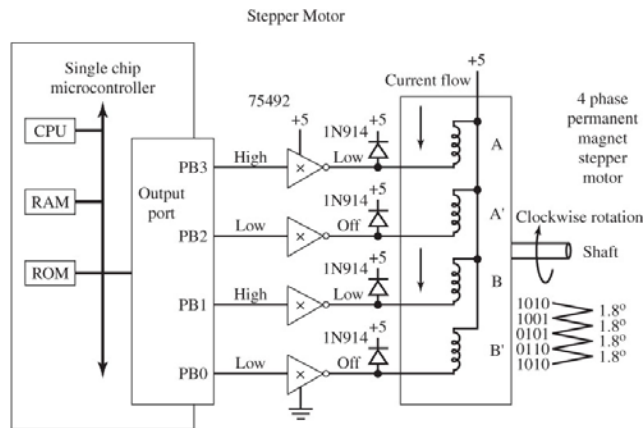 Stepper Motor
Single chip
microcontroller
CPU
RAM
ROM
Output
port
PB3
PB2
PB1
PB0
High
Low
High
Low
75492
+5
×
×
×
×
1N914
+5
Low
1N914
+5
Off
1N914
+5
Low
1N914
+5
Off
Current flow
+5
A
A'
B
B'
4 phase
permanent
magnet
stepper
motor
Clockwise rotation
Shaft
1010
1001
0101
0110
1010
1.8°
1.8°
1.8°
1.8°